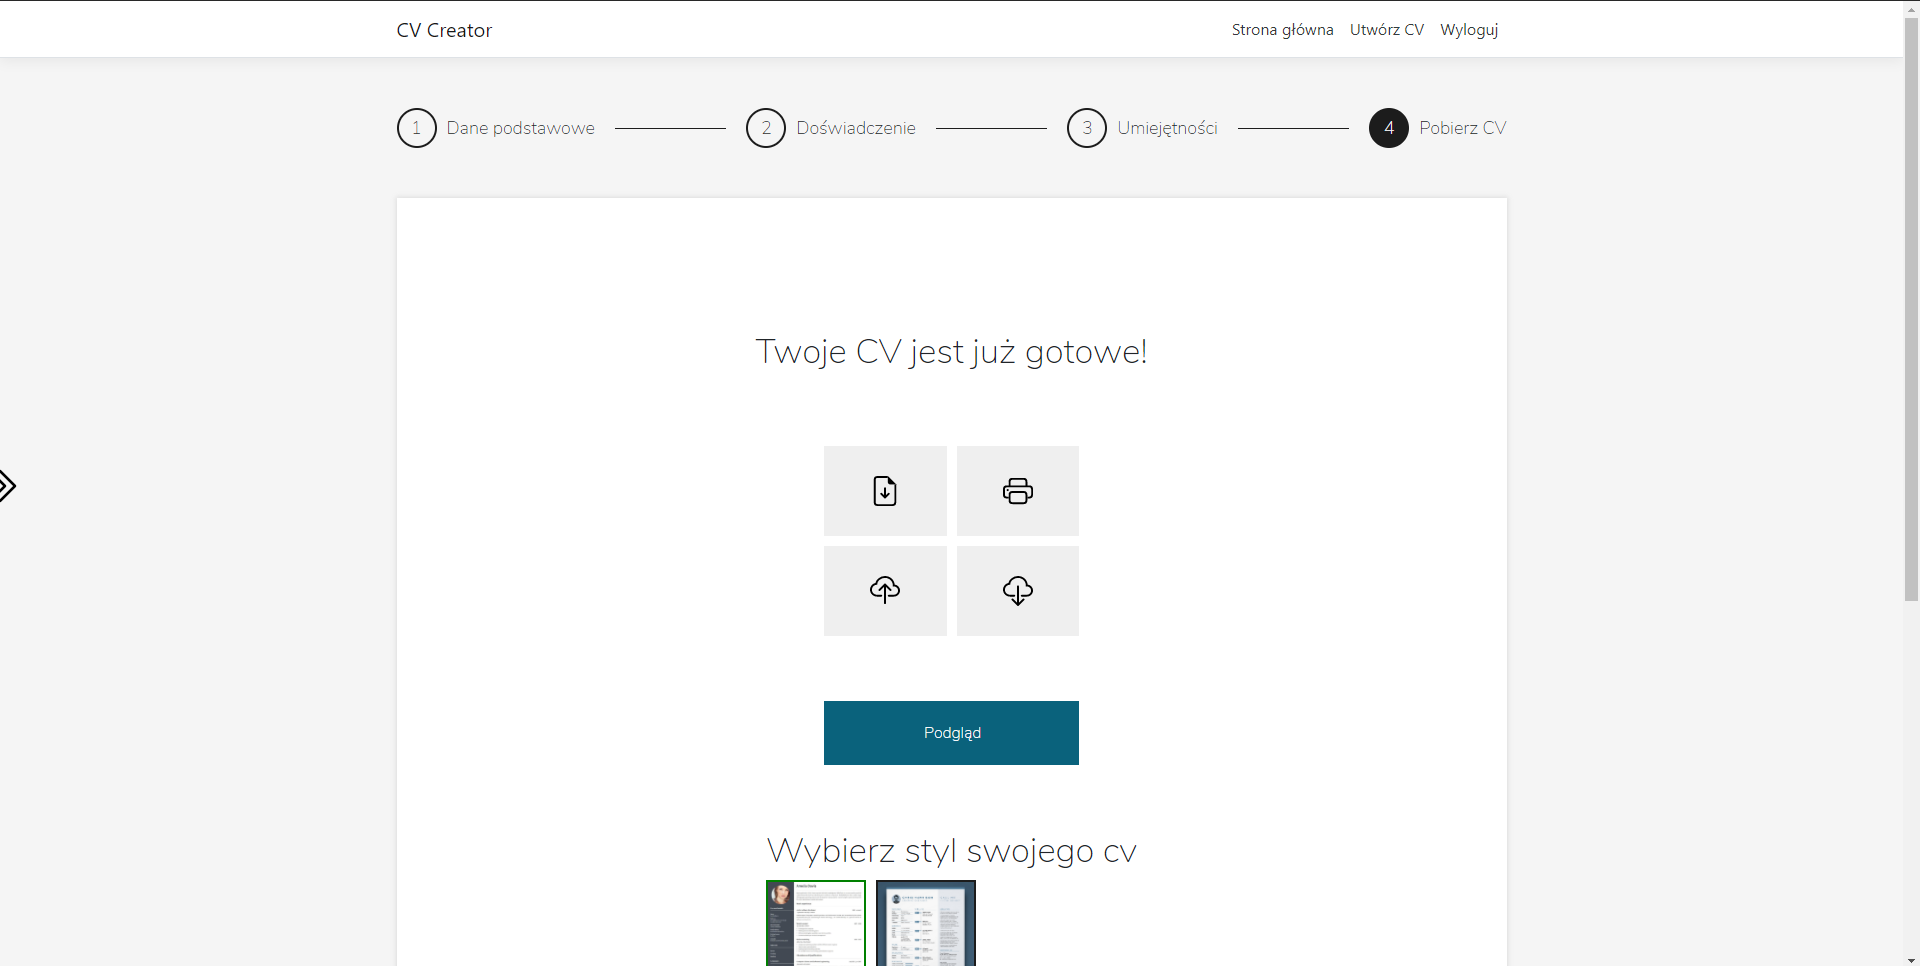 CV Creator
Strona główna Utwórz CV Wyloguj
1 Dane podstawowe 2 Doświadczenie 3 Umiejętności 4 Pobierz CV
Twoje CV jest już gotowe!
Podgląd
Wybierz styl swojego cv